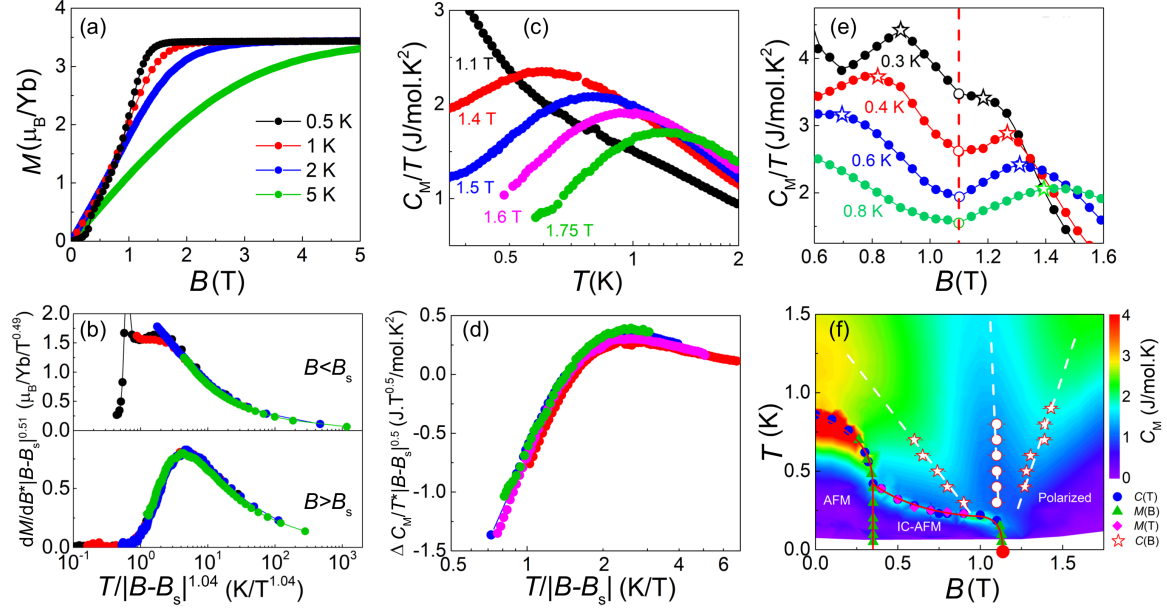 (a)
M(μB/Yb)
4
3
2
1
0
0.5 K
1 K
2 K
5 K
0 1 2 3 4 5
B(T)
(c)
CM/T (J/mol.K²)
3
2
1
1.1 T
1.4 T
1.5 T
1.6 T
1.75 T
0.5 1 2
T(K)
(e)
CM/T (J/mol.K²)
4
3
2
0.3 K
0.4 K
0.6 K
0.8 K
0.6 0.8 1.0 1.2 1.4 1.6
B(T)
(b)
dM/dB*|B-Bs|^0.51 (μB/Yb/T^0.49)
2.0
1.5
1.0
0.5
0.0
B<Bs
0.5
0.0
B>Bs
10⁻¹ 10⁰ 10¹ 10² 10³
T/|B-Bs|^1.04 (K/T^1.04)
(d)
Δ CM/T*|B-Bs|^0.5 (J.T^0.5/mol.K²)
0.5
0.0
-0.5
-1.0
-1.5
0.5 1 2 4 6
T/|B-Bs| (K/T)
(f)
T (K)
1.5
1.0
0.5
0.0
AFM
IC-AFM
Polarized
0.0 0.5 1.0 1.5
B(T)
4
3
2
1
0
CM (J/mol.K)
C(T)
M(B)
M(T)
C(B)